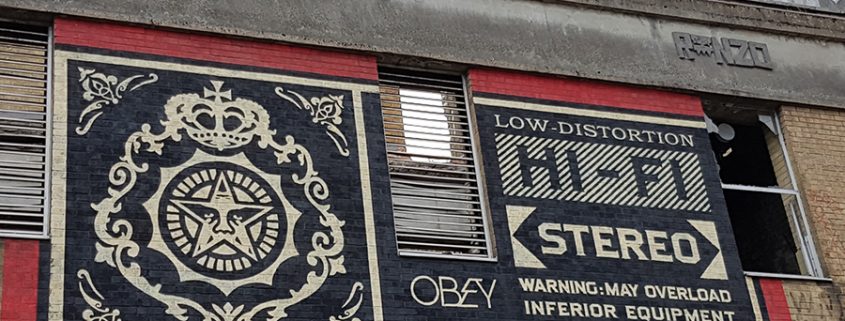 LOW-DISTORTION
HI-FI
STEREO
OBEY
WARNING: MAY OVERLOAD
INFERIOR EQUIPMENT